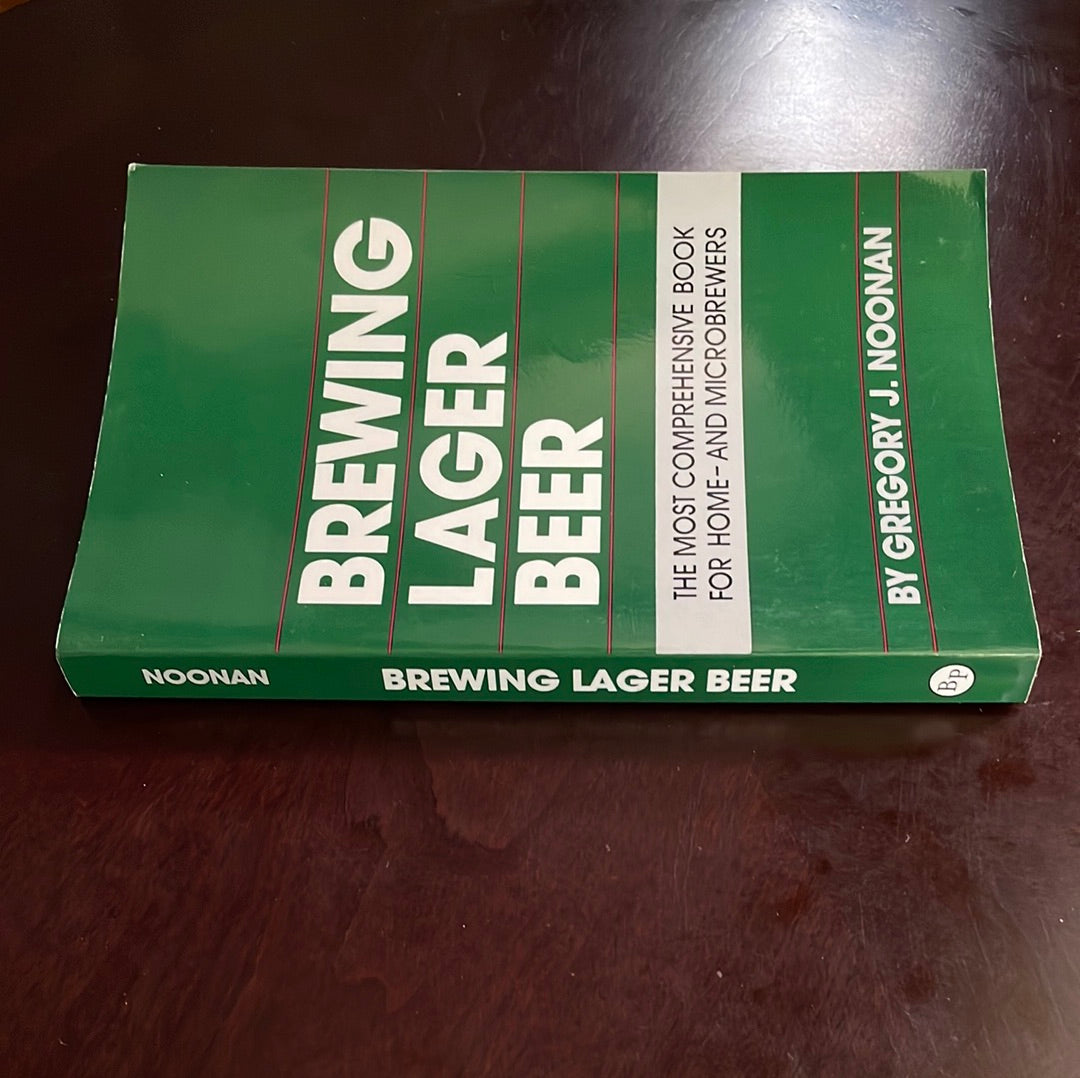 BREWING
LAGER
BEER
THE MOST COMPREHENSIVE BOOK
FOR HOME- AND MICROBREWERS
BY GREGORY J. NOONAN
NOONAN
BREWING LAGER BEER
BP